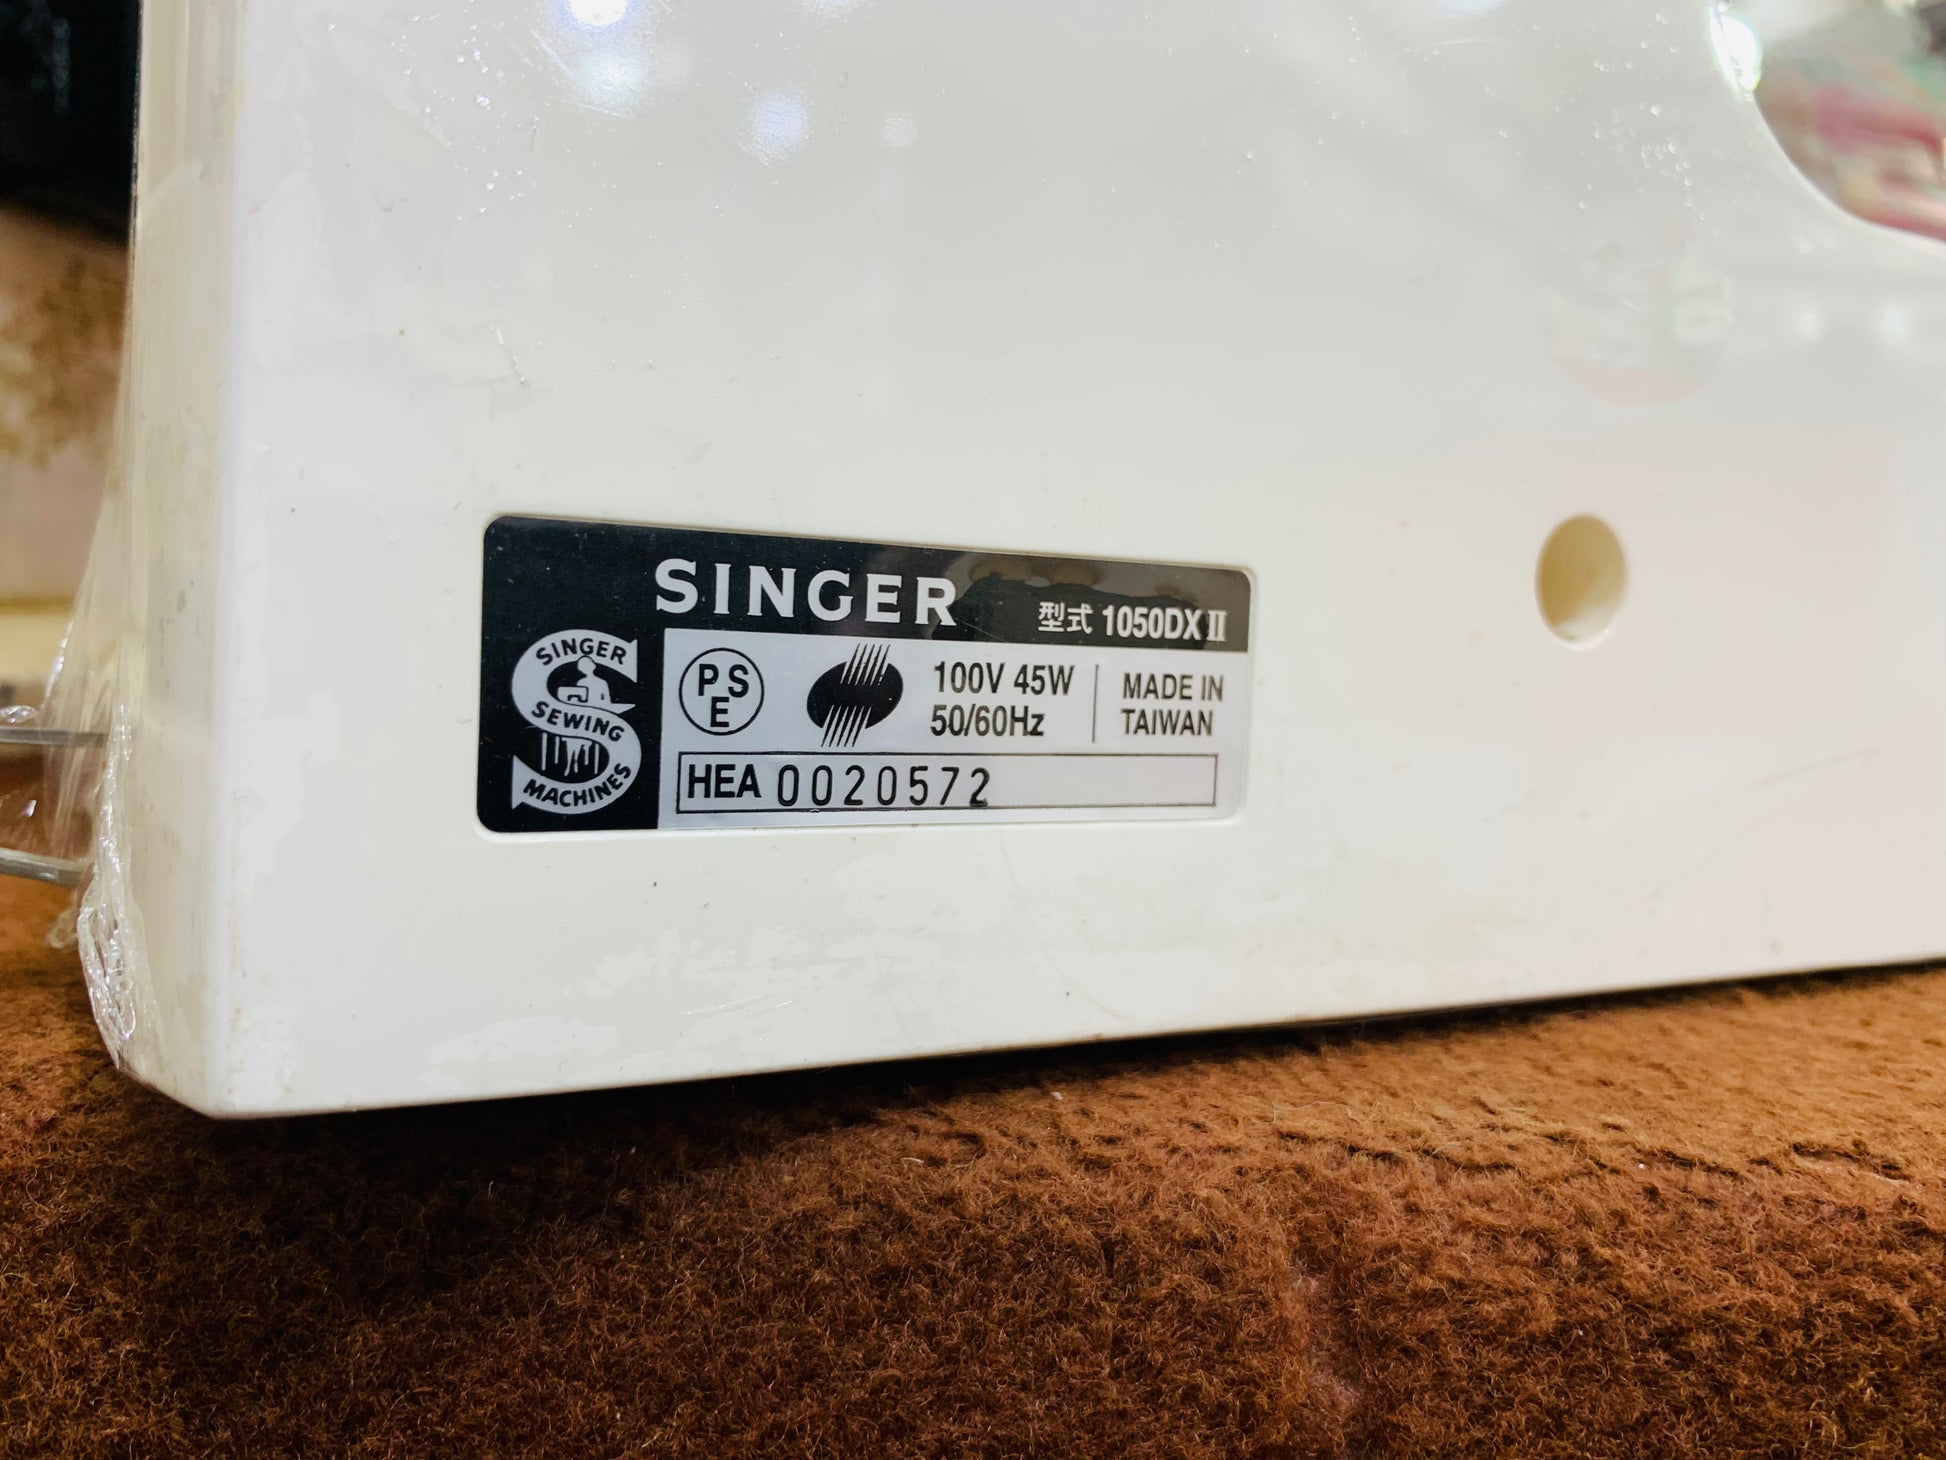 SINGER
型式 1050DX II
SINGER
SEWING
MACHINES
PSE
100V 45W
50/60Hz
MADE IN
TAIWAN
HEA 0020572